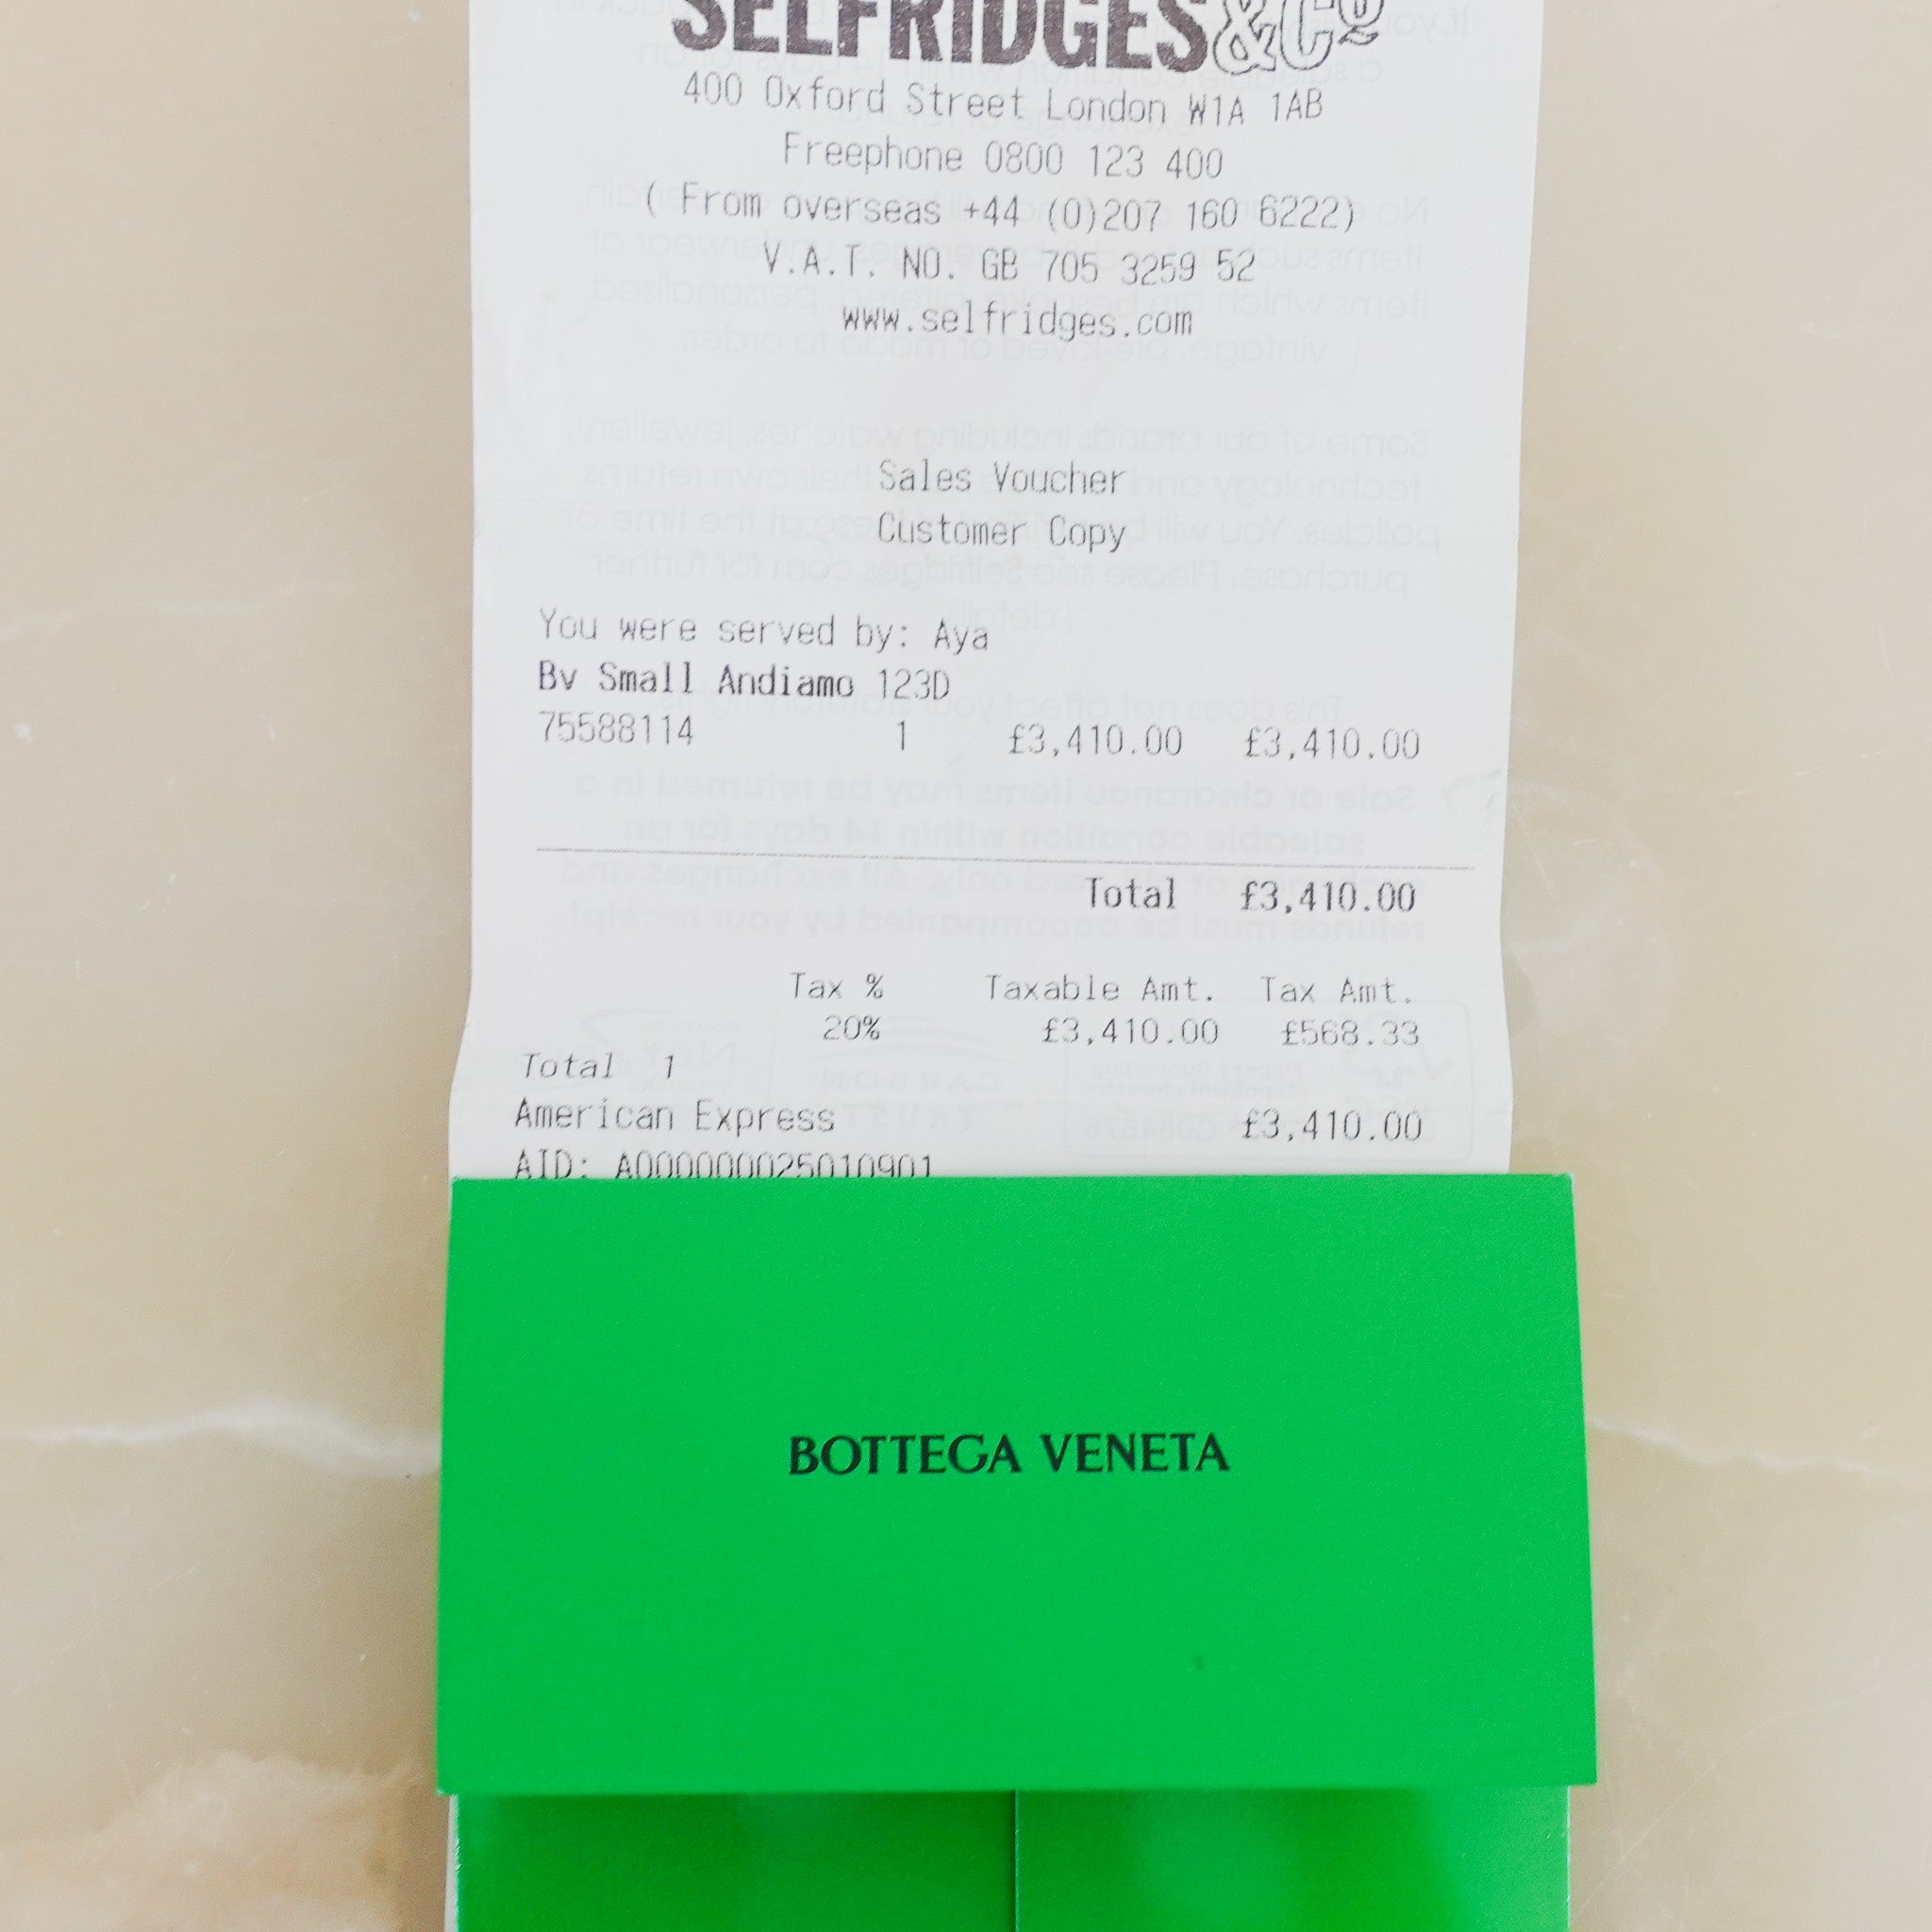 SELFRIDGES&Co
400 Oxford Street London W1A 1AB
Freephone 0800 123 400
( From overseas +44 (0)207 160 6222)
V.A.T. NO. GB 705 3259 52
www.selfridges.com
Sales Voucher
Customer Copy
You were served by: Aya
Bv Small Andiamo 123D
75588114 1 £3,410.00 £3,410.00
Total £3,410.00
Tax % Taxable Amt. Tax Amt.
20% £3,410.00 £568.33
Total 1
American Express £3,410.00
AID: A000000025010901
BOTTEGA VENETA